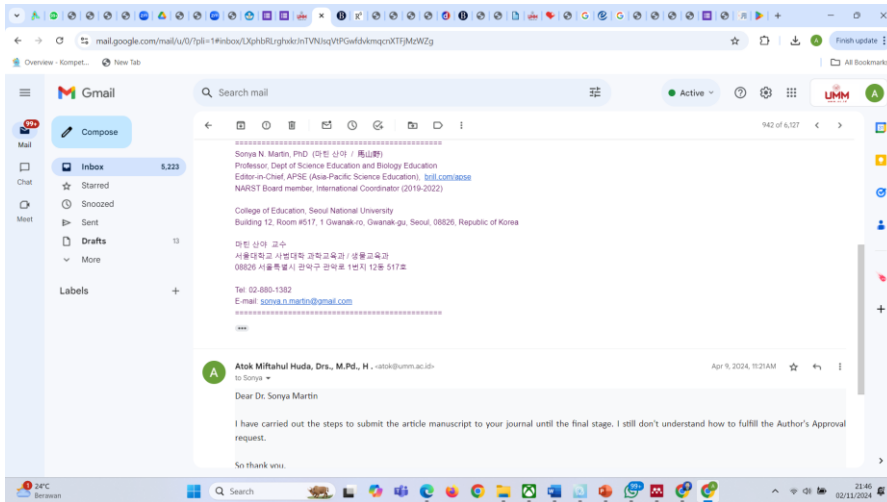 mail.google.com/mail/u/0/?pli=1#inbox/LXphbRLrghxkrJnTVNJsqVtPGwfdvkmqcnXTFjMzWZg
Finish update
Overview - Kompet...
New Tab
All Bookmarks
Gmail
Search mail
Active
UMM
A
99+
Mail
Chat
Meet
Compose
Inbox 5,223
Starred
Snoozed
Sent
Drafts 13
More
Labels
942 of 6,127
==============================================
Sonya N. Martin, PhD (마틴 산야 / 馬山野)
Professor, Dept of Science Education and Biology Education
Editor-in-Chief, APSE (Asia-Pacific Science Education), brill.com/apse
NARST Board member, International Coordinator (2019-2022)
College of Education, Seoul National University
Building 12, Room #517, 1 Gwanak-ro, Gwanak-gu, Seoul, 08826, Republic of Korea
마틴 산야 교수
서울대학교 사범대학 과학교육과 / 생물교육과
08826 서울특별시 관악구 관악로 1번지 12동 517호
Tel: 02-880-1382
E-mail: sonya.n.martin@gmail.com
==============================================
A
Atok Miftahul Huda, Drs., M.Pd., H . <atok@umm.ac.id>
Apr 9, 2024, 11:21 AM
to Sonya
Dear Dr. Sonya Martin
I have carried out the steps to submit the article manuscript to your journal until the final stage. I still don't understand how to fulfill the Author's Approval
request.
So thank you.
24°C
Berawan
Search
21:46
02/11/2024